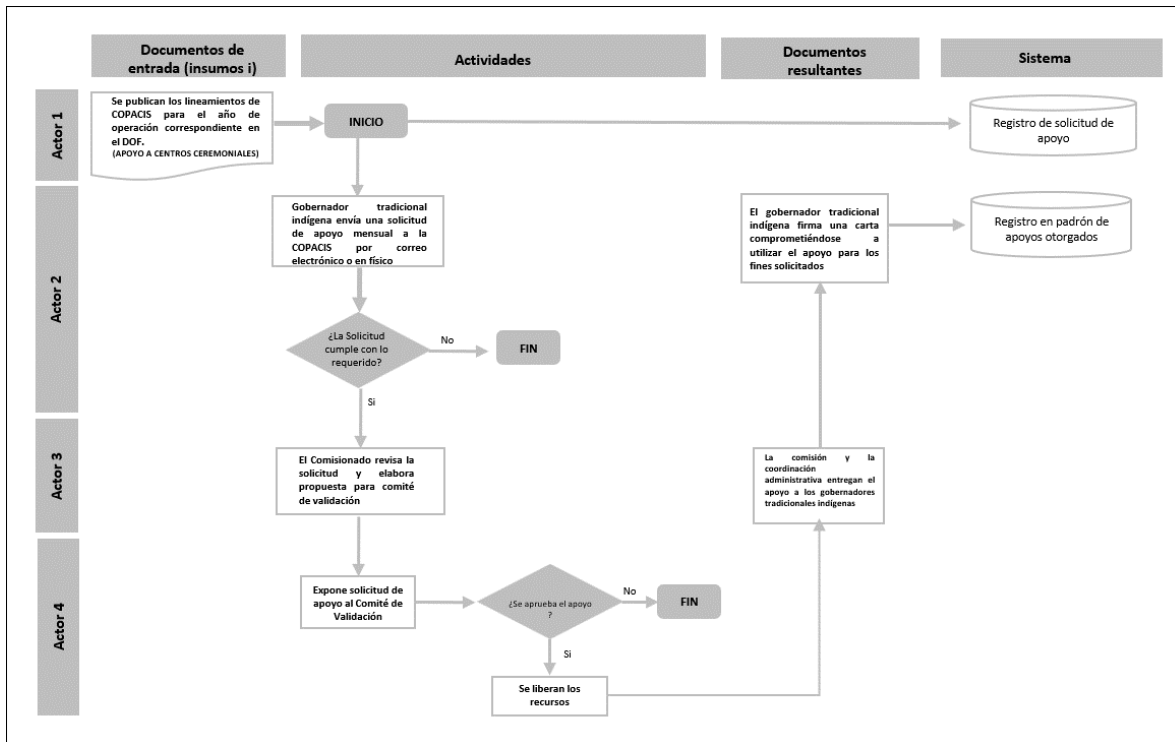 Documentos de
entrada (insumos i)
Actividades
Documentos
resultantes
Sistema
Actor 1
Se publican los lineamientos de
COPACIS para el año de
operación correspondiente en
el DOF.
(APOYO A CENTROS CEREMONIALES)
INICIO
Registro de solicitud de
apoyo
Actor 2
Gobernador tradicional
indígena envía una solicitud
de apoyo mensual a la
COPACIS por correo
electrónico o en físico
El gobernador tradicional
indígena firma una carta
comprometiéndose a
utilizar el apoyo para los
fines solicitados
Registro en padrón de
apoyos otorgados
¿La Solicitud
cumple con lo
requerido?
No
FIN
Si
Actor 3
El Comisionado revisa la
solicitud y elabora
propuesta para comité
de validación
La comisión y la
coordinación
administrativa entregan el
apoyo a los gobernadores
tradicionales indígenas
Actor 4
Expone solicitud de
apoyo al Comité de
Validación
¿Se aprueba el apoyo
?
No
FIN
Si
Se liberan los
recursos